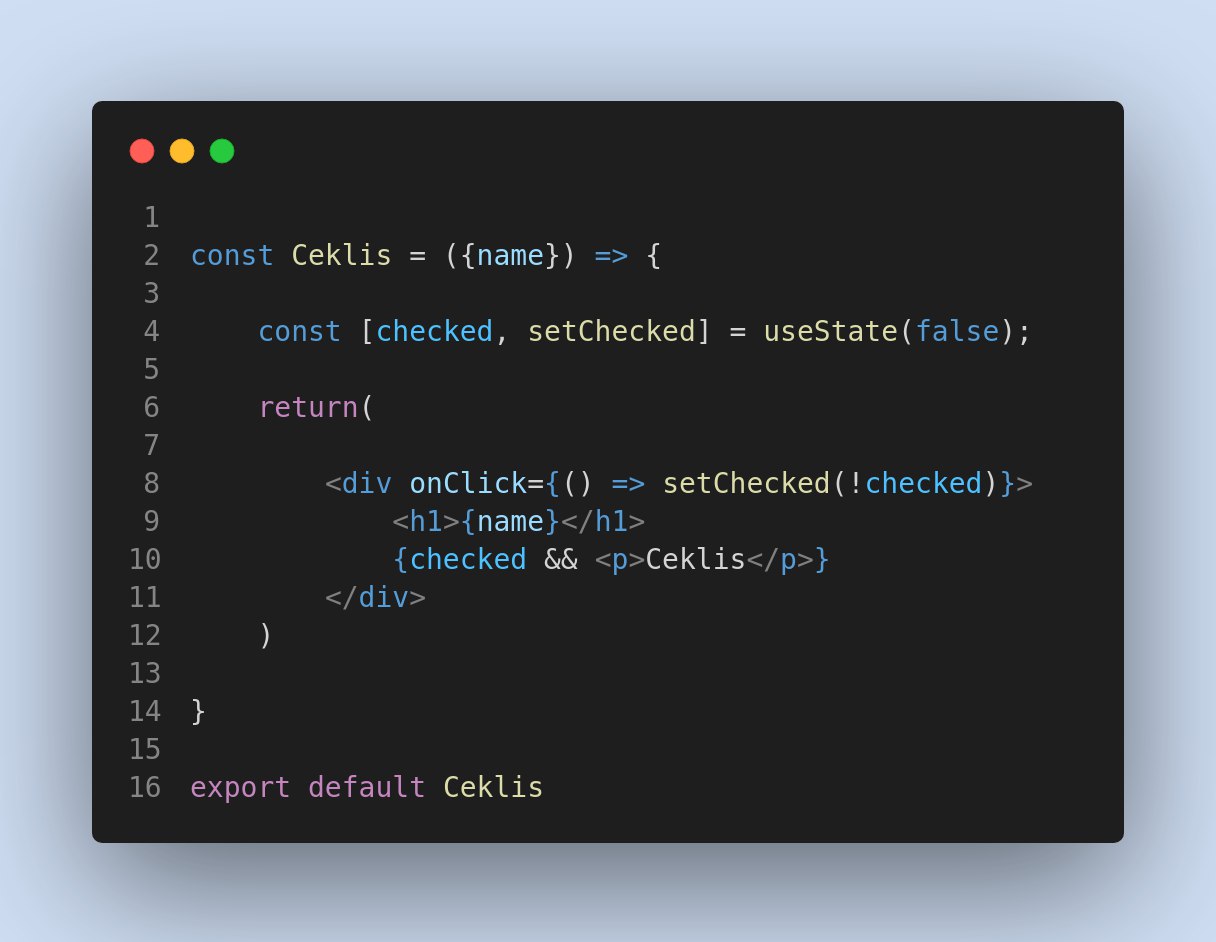 1
2 const Ceklis = ({name}) => {
3
4     const [checked, setChecked] = useState(false);
5
6     return(
7
8         <div onClick={() => setChecked(!checked)}>
9             <h1>{name}</h1>
10             {checked && <p>Ceklis</p>}
11         </div>
12     )
13
14 }
15
16 export default Ceklis